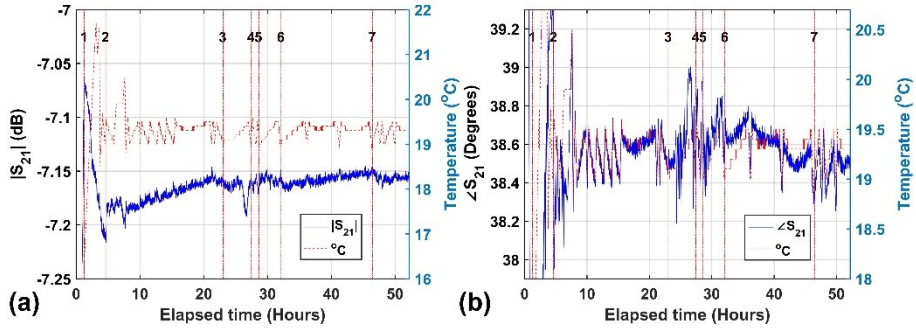 -7
-7.05
-7.1
-7.15
-7.2
-7.25
|S21| (dB)
22
21
20
19
18
17
16
Temperature (°C)
1 2 3 45 6 7
|S21|
°C
0 10 20 30 40 50
Elapsed time (Hours)
(a)
39.2
39
38.8
38.6
38.4
38.2
38
∠S21 (Degrees)
20.5
20
19.5
19
18.5
18
Temperature (°C)
1 2 3 45 6 7
∠S21
°C
0 10 20 30 40 50
Elapsed time (Hours)
(b)